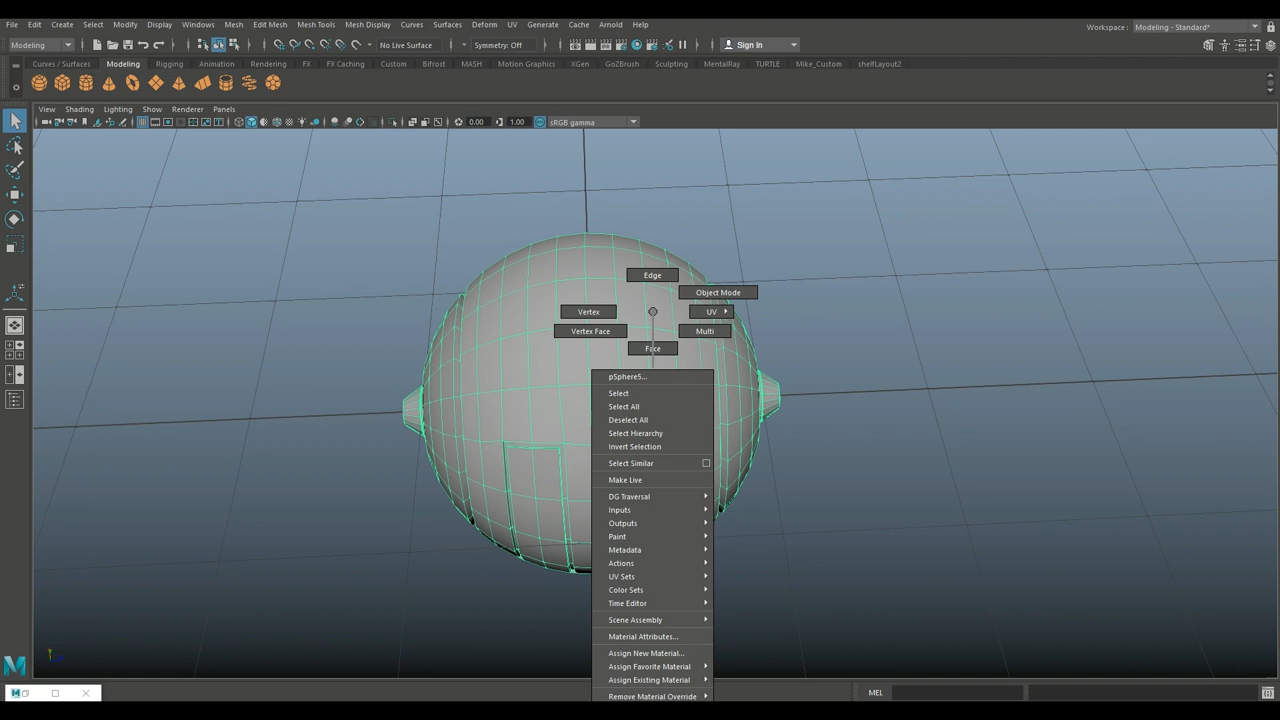 File Edit Create Select Modify Display Windows Mesh Edit Mesh Mesh Tools Mesh Display Curves Surfaces Deform UV Generate Cache Arnold Help
Workspace : Modeling - Standard*
Modeling No Live Surface Symmetry: Off Sign In
Curves / Surfaces Modeling Rigging Animation Rendering FX FX Caching Custom Bifrost MASH Motion Graphics XGen GoZBrush Sculpting MentalRay TURTLE Mike_Custom shelfLayout2
View Shading Lighting Show Renderer Panels
0.00 1.00 sRGB gamma
Edge
Object Mode
Vertex UV
Vertex Face Multi
Face
pSphere5...
Select
Select All
Deselect All
Select Hierarchy
Invert Selection
Select Similar
Make Live
DG Traversal
Inputs
Outputs
Paint
Metadata
Actions
UV Sets
Color Sets
Time Editor
Scene Assembly
Material Attributes...
Assign New Material...
Assign Favorite Material
Assign Existing Material
Remove Material Override
MEL